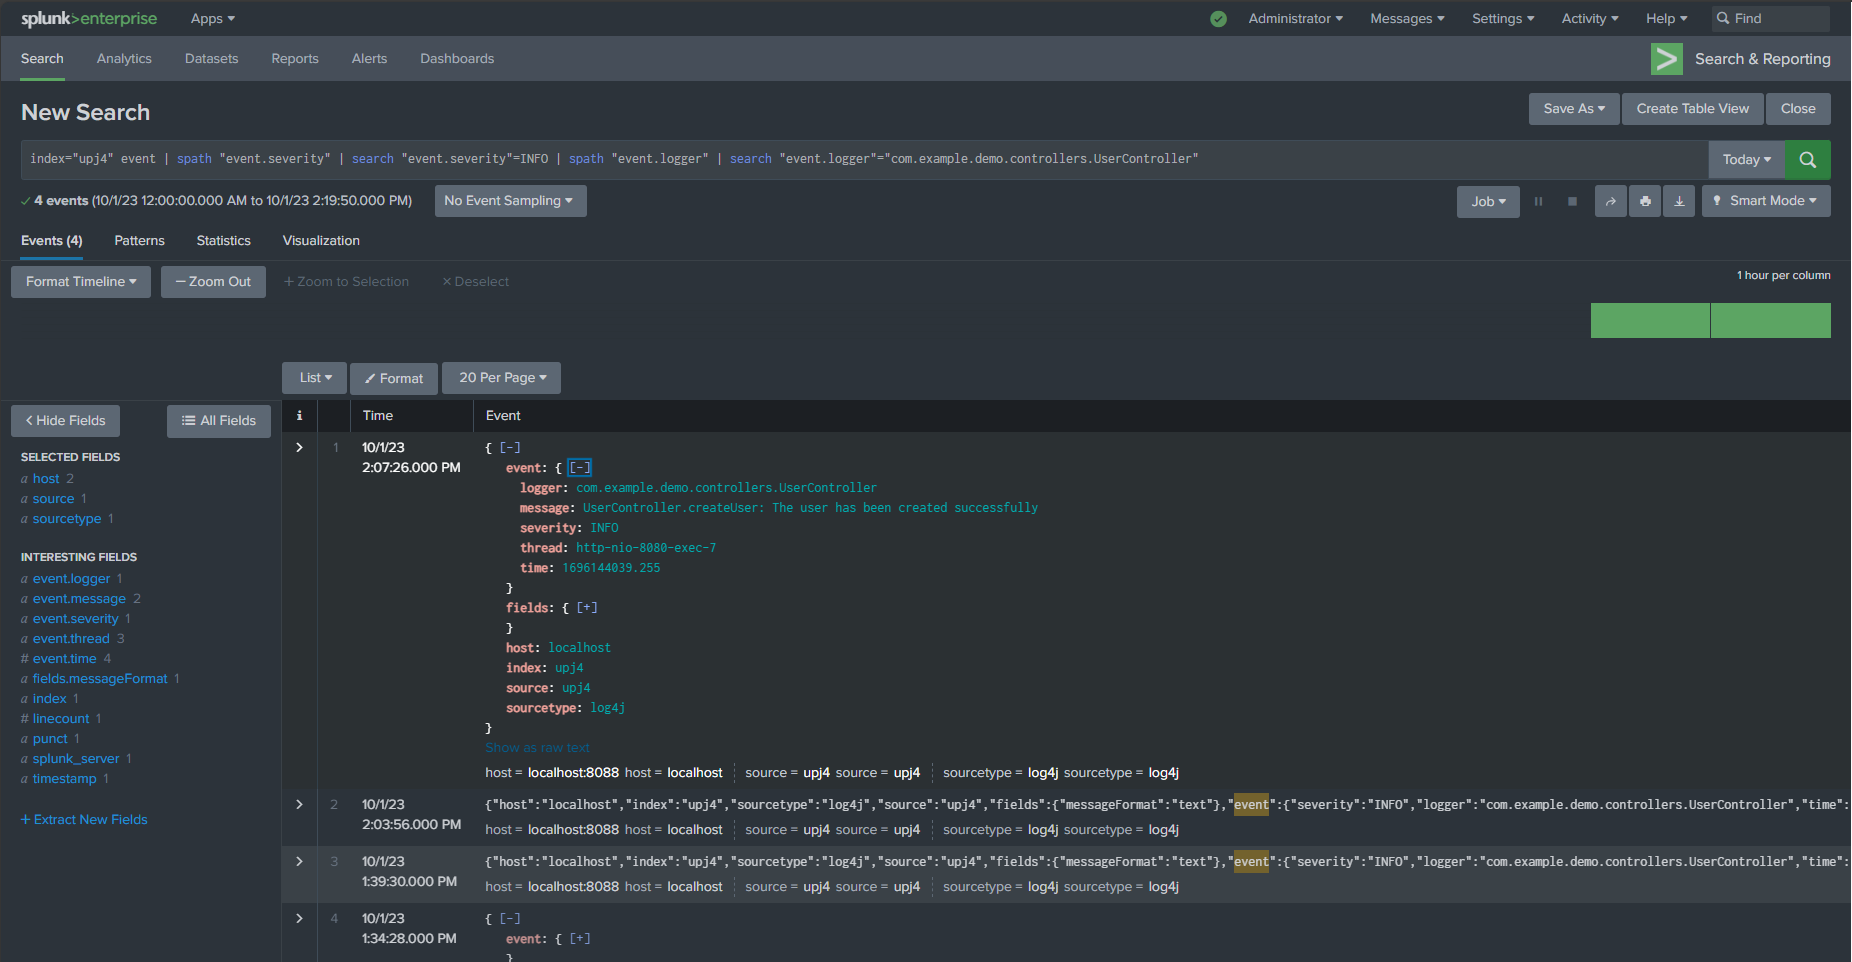 splunk>enterprise Apps Administrator Messages Settings Activity Help Find
Search Analytics Datasets Reports Alerts Dashboards Search & Reporting
New Search Save As Create Table View Close
index="upj4" event | spath "event.severity" | search "event.severity"=INFO | spath "event.logger" | search "event.logger"="com.example.demo.controllers.UserController" Today
4 events (10/1/23 12:00:00.000 AM to 10/1/23 2:19:50.000 PM) No Event Sampling Job Smart Mode
Events (4) Patterns Statistics Visualization
Format Timeline — Zoom Out + Zoom to Selection × Deselect 1 hour per column
List Format 20 Per Page
< Hide Fields All Fields
i Time Event
SELECTED FIELDS
a host 2
a source 1
a sourcetype 1
INTERESTING FIELDS
a event.logger 1
a event.message 2
a event.severity 1
a event.thread 3
# event.time 4
a fields.messageFormat 1
a index 1
# linecount 1
a punct 1
a splunk_server 1
a timestamp 1
+ Extract New Fields
> 1 10/1/23 { [-]
2:07:26.000 PM event: { [-]
logger: com.example.demo.controllers.UserController
message: UserController.createUser: The user has been created successfully
severity: INFO
thread: http-nio-8080-exec-7
time: 1696144039.255
}
fields: { [+]
}
host: localhost
index: upj4
source: upj4
sourcetype: log4j
}
Show as raw text
host = localhost:8088 host = localhost source = upj4 source = upj4 sourcetype = log4j sourcetype = log4j
> 2 10/1/23 {"host":"localhost","index":"upj4","sourcetype":"log4j","source":"upj4","fields":{"messageFormat":"text"},"event":{"severity":"INFO","logger":"com.example.demo.controllers.UserController","time":
2:03:56.000 PM host = localhost:8088 host = localhost source = upj4 source = upj4 sourcetype = log4j sourcetype = log4j
> 3 10/1/23 {"host":"localhost","index":"upj4","sourcetype":"log4j","source":"upj4","fields":{"messageFormat":"text"},"event":{"severity":"INFO","logger":"com.example.demo.controllers.UserController","time":
1:39:30.000 PM host = localhost:8088 host = localhost source = upj4 source = upj4 sourcetype = log4j sourcetype = log4j
> 4 10/1/23 { [-]
1:34:28.000 PM event: { [+]
}